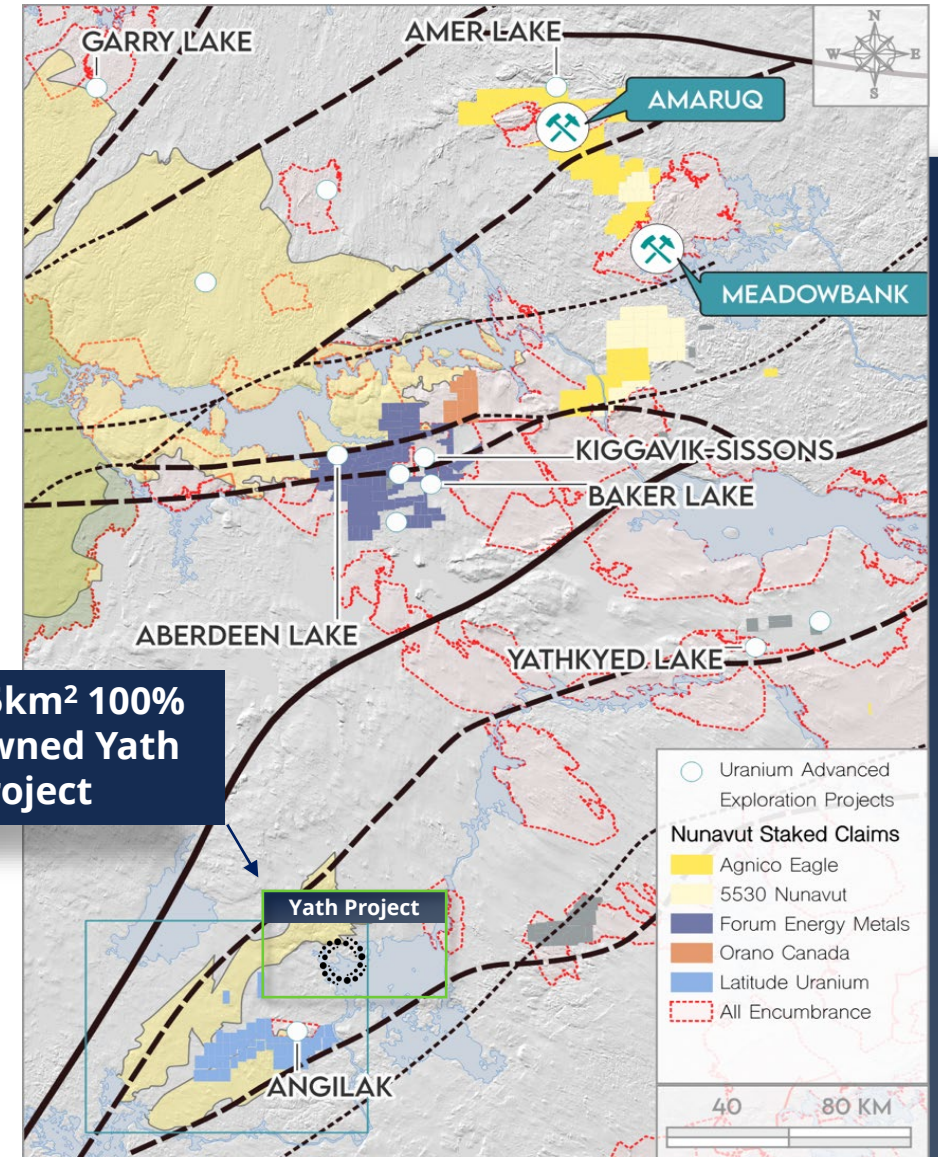 GARRY LAKE
AMER LAKE
N
W E
S
AMARUQ
MEADOWBANK
KIGGAVIK-SISSONS
BAKER LAKE
ABERDEEN LAKE
YATHKYED LAKE
km² 100%
Yath
Yath Project
ANGILAK
Uranium Advanced
Exploration Projects
Nunavut Staked Claims
Agnico Eagle
5530 Nunavut
Forum Energy Metals
Orano Canada
Latitude Uranium
All Encumbrance
40 80 KM